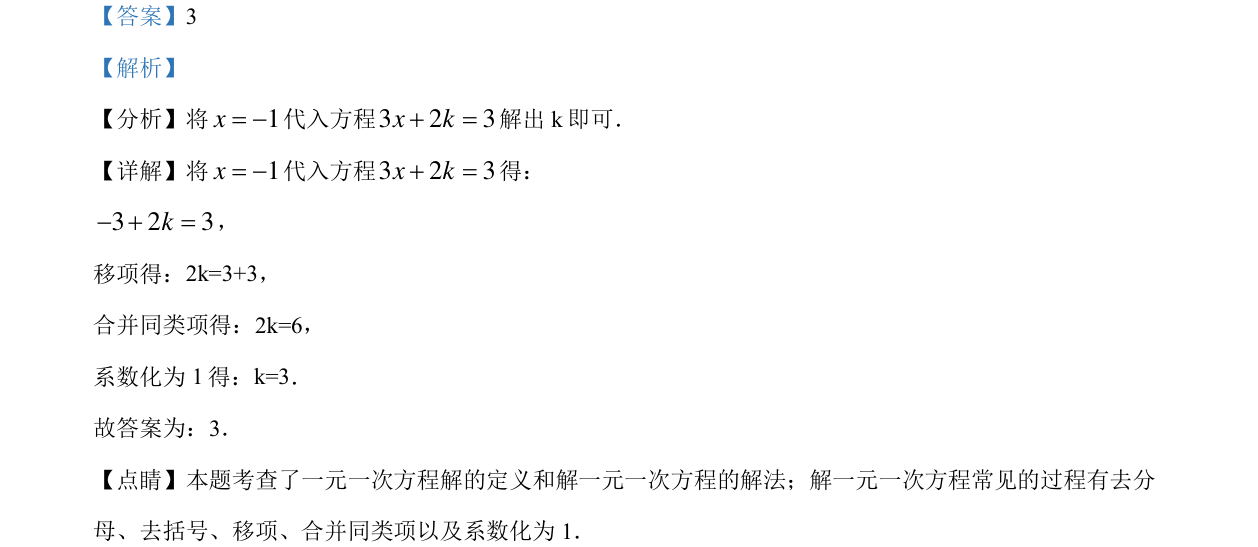 【答案】3
【解析】
【分析】将 x = −1代入方程3x + 2k = 3解出 k 即可．
【详解】将 x = −1代入方程3x + 2k = 3得：
−3 + 2k = 3，
移项得：2k=3+3，
合并同类项得：2k=6，
系数化为 1 得：k=3．
故答案为：3．
【点睛】本题考查了一元一次方程解的定义和解一元一次方程的解法；解一元一次方程常见的过程有去分
母、去括号、移项、合并同类项以及系数化为 1．